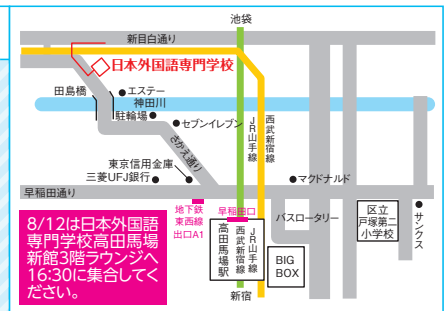 池袋
新目白通り
日本外国語専門学校
田島橋
エステー
神田川
駐輪場
セブンイレブン
さかえ通り
JR山手線
西武新宿線
東京信用金庫
三菱UFJ銀行
マクドナルド
早稲田通り
地下鉄
東西線
出口A1
早稲田口
高田馬場駅
西武新宿線
JR山手線
バスロータリー
BIG
BOX
区立
戸塚第二
小学校
サンクス
新宿
8/12は日本外国語
専門学校高田馬場
新館3階ラウンジへ
16:30に集合してく
ださい。